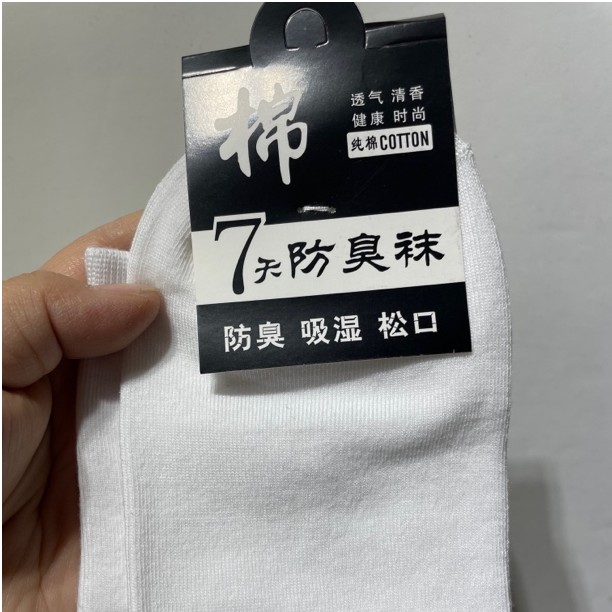 棉
透气 清香
健康 时尚
纯棉COTTON
7天防臭袜
防臭 吸湿 松口